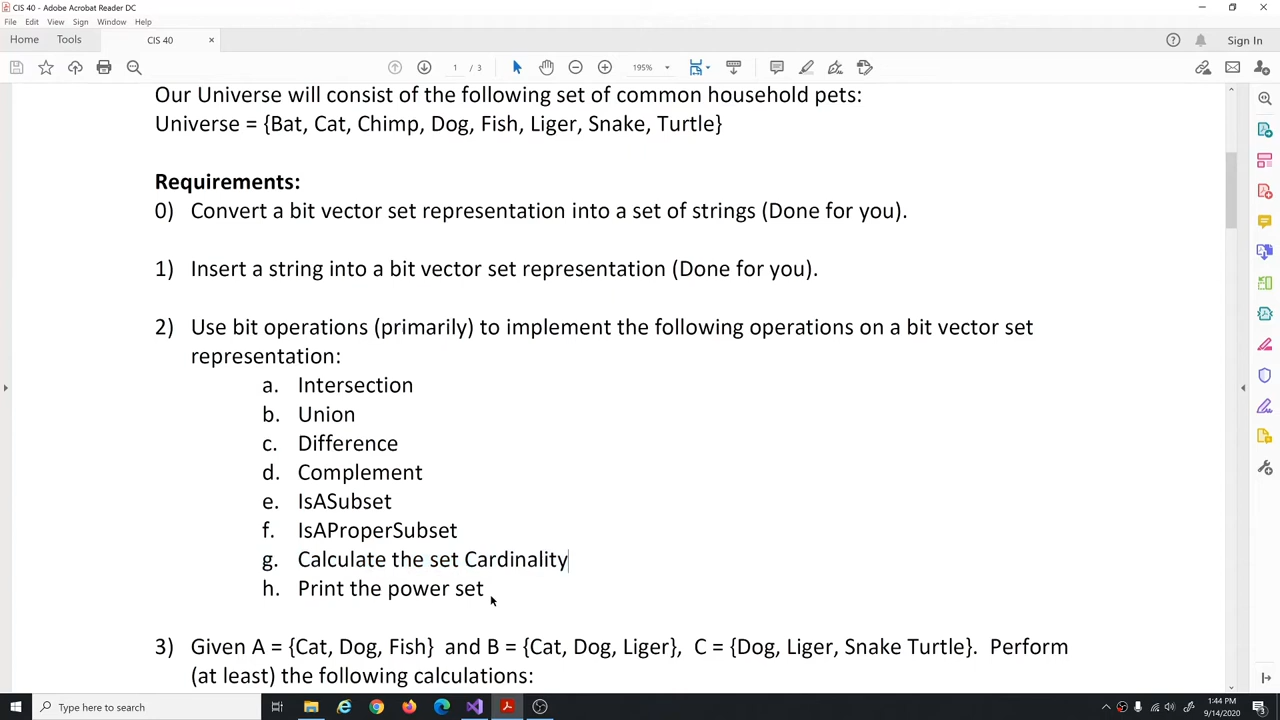 CIS 40 - Adobe Acrobat Reader DC
File Edit View Sign Window Help
Home Tools CIS 40 × Sign In
1 / 3 195%
Our Universe will consist of the following set of common household pets:
Universe = {Bat, Cat, Chimp, Dog, Fish, Liger, Snake, Turtle}
Requirements:
0) Convert a bit vector set representation into a set of strings (Done for you).
1) Insert a string into a bit vector set representation (Done for you).
2) Use bit operations (primarily) to implement the following operations on a bit vector set
representation:
a. Intersection
b. Union
c. Difference
d. Complement
e. IsASubset
f. IsAProperSubset
g. Calculate the set Cardinality
h. Print the power set
3) Given A = {Cat, Dog, Fish} and B = {Cat, Dog, Liger}, C = {Dog, Liger, Snake Turtle}. Perform
(at least) the following calculations:
Type here to search
1:44 PM
9/14/2020